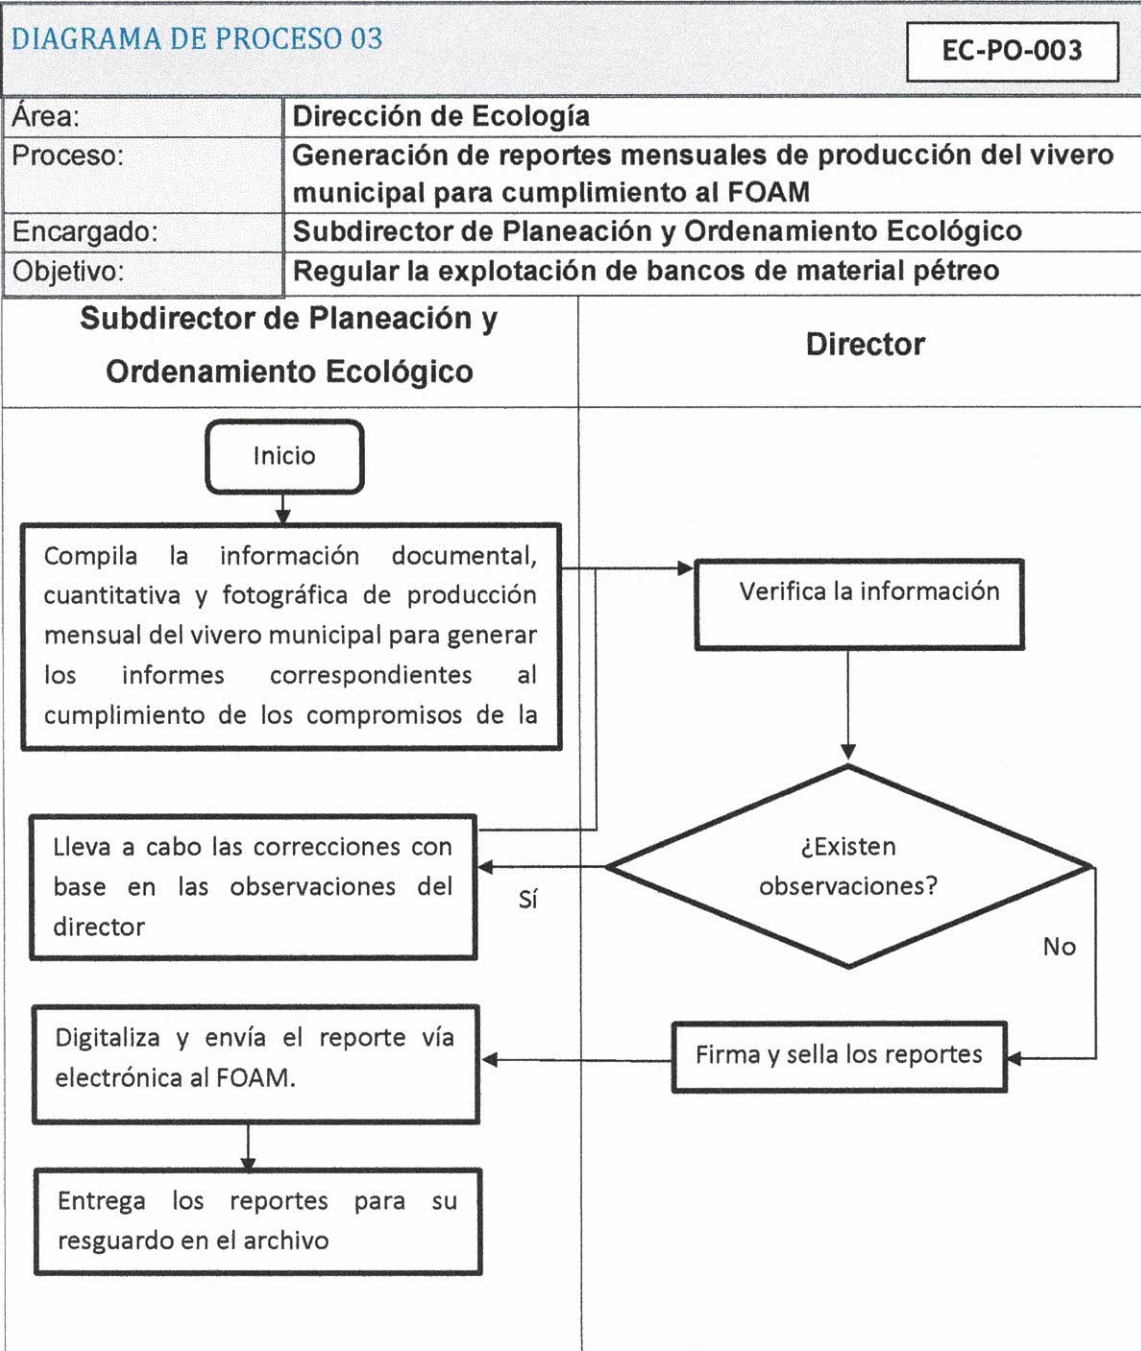 DIAGRAMA DE PROCESO 03
EC-PO-003
Área:
Dirección de Ecología
Proceso:
Generación de reportes mensuales de producción del vivero
municipal para cumplimiento al FOAM
Encargado:
Subdirector de Planeación y Ordenamiento Ecológico
Objetivo:
Regular la explotación de bancos de material pétreo
Subdirector de Planeación y
Ordenamiento Ecológico
Director
Inicio
Compila la información documental,
cuantitativa y fotográfica de producción
mensual del vivero municipal para generar
los informes correspondientes al
cumplimiento de los compromisos de la
Verifica la información
¿Existen
observaciones?
Sí
No
Lleva a cabo las correcciones con
base en las observaciones del
director
Firma y sella los reportes
Digitaliza y envía el reporte vía
electrónica al FOAM.
Entrega los reportes para su
resguardo en el archivo